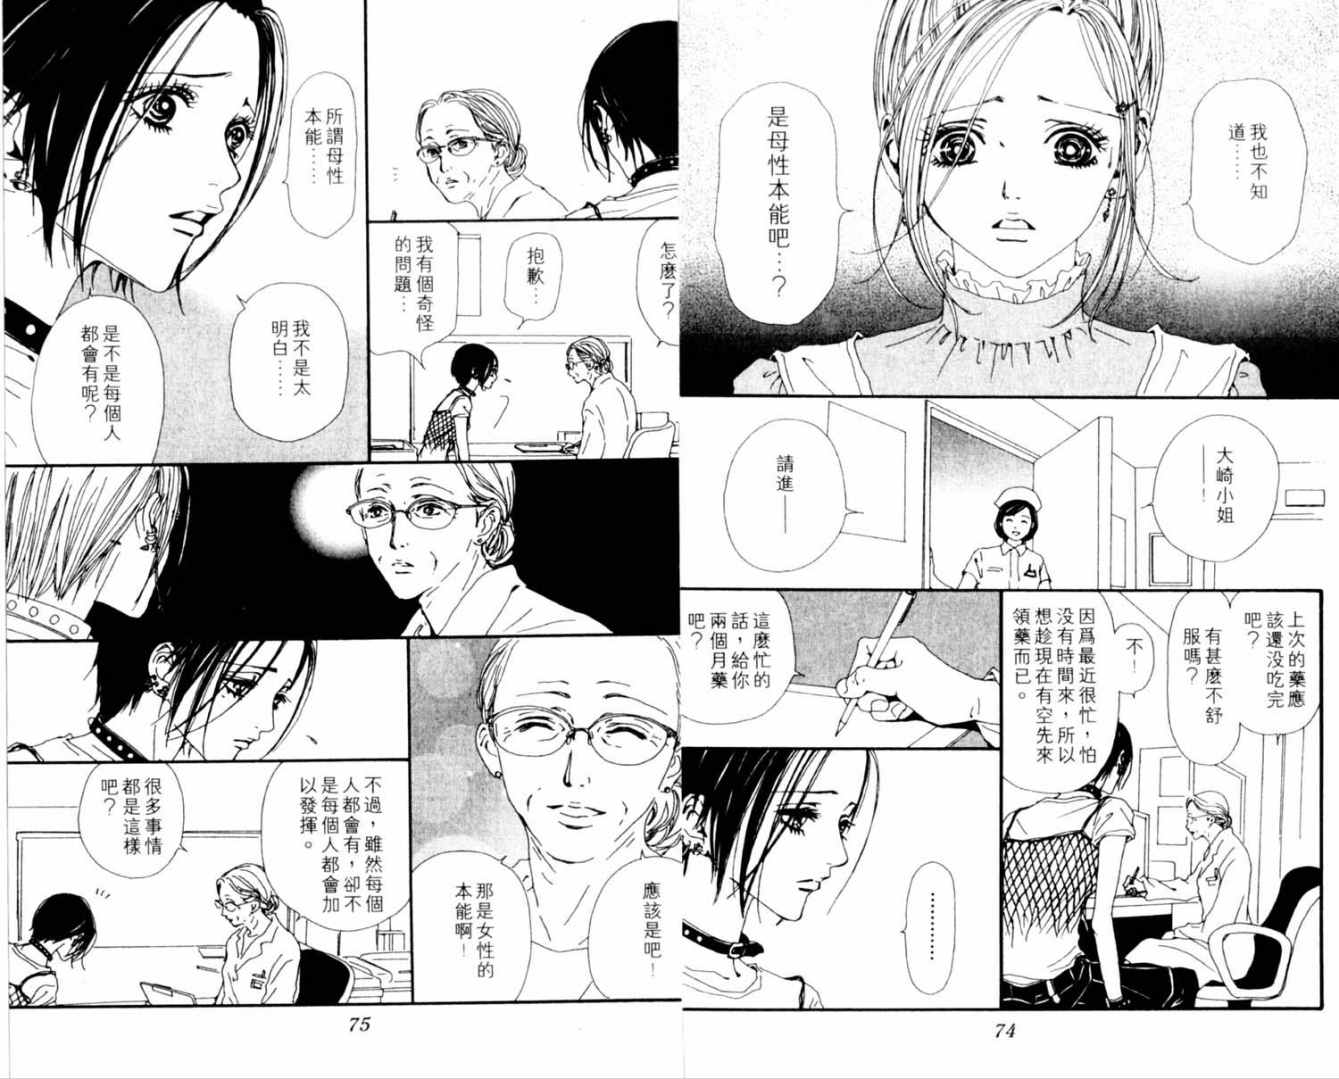 我也不知
道……
是母性本能吧…？
大崎小姐
——！
請進——
上次的藥應
該還没吃完
吧？
有甚麽不舒
服嗎？
不！
因爲最近很忙，怕
没有時間來，所以
想趁現在有空先來
領藥而已。
這麽忙的
話，給你
兩個月藥
吧？
………
74
怎麽了？
抱歉…
我有個奇怪
的問題…
所謂母性
本能……
我不是太
明白……
是不是每個人
都會有呢？
應該是吧！
那是女性的
本能啊！
不過，雖然每個
人都會有，卻不
是每個人都會加
以發揮。
很多事情
都是這樣
吧？
75